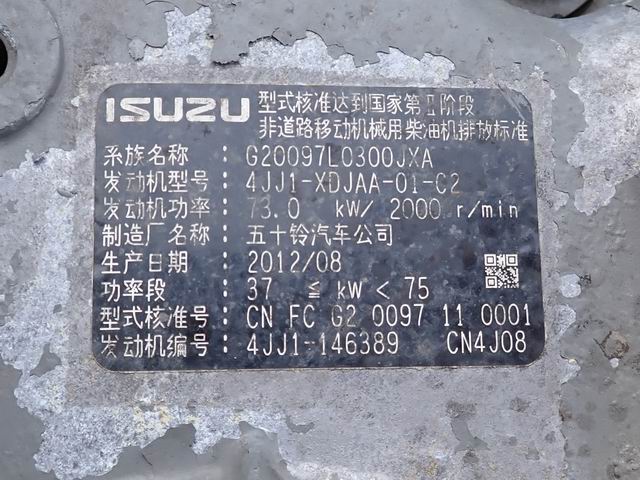 ISUZU 型式核准达到国家第Ⅱ阶段
非道路移动机械用柴油机排放标准
系族名称 : G20097L0300JXA
发动机型号 : 4JJ1-XDJAA-01-C2
发动机功率 : 73.0 kW/ 2000 r/min
制造厂名称 : 五十铃汽车公司
生产日期 : 2012/08
功率段 : 37 ≦ kW < 75
型式核准号 : CN FC G2 0097 11 0001
发动机编号 : 4JJ1-146389 CN4J08